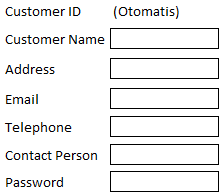 Customer ID (Otomatis)
Customer Name
Address
Email
Telephone
Contact Person
Password